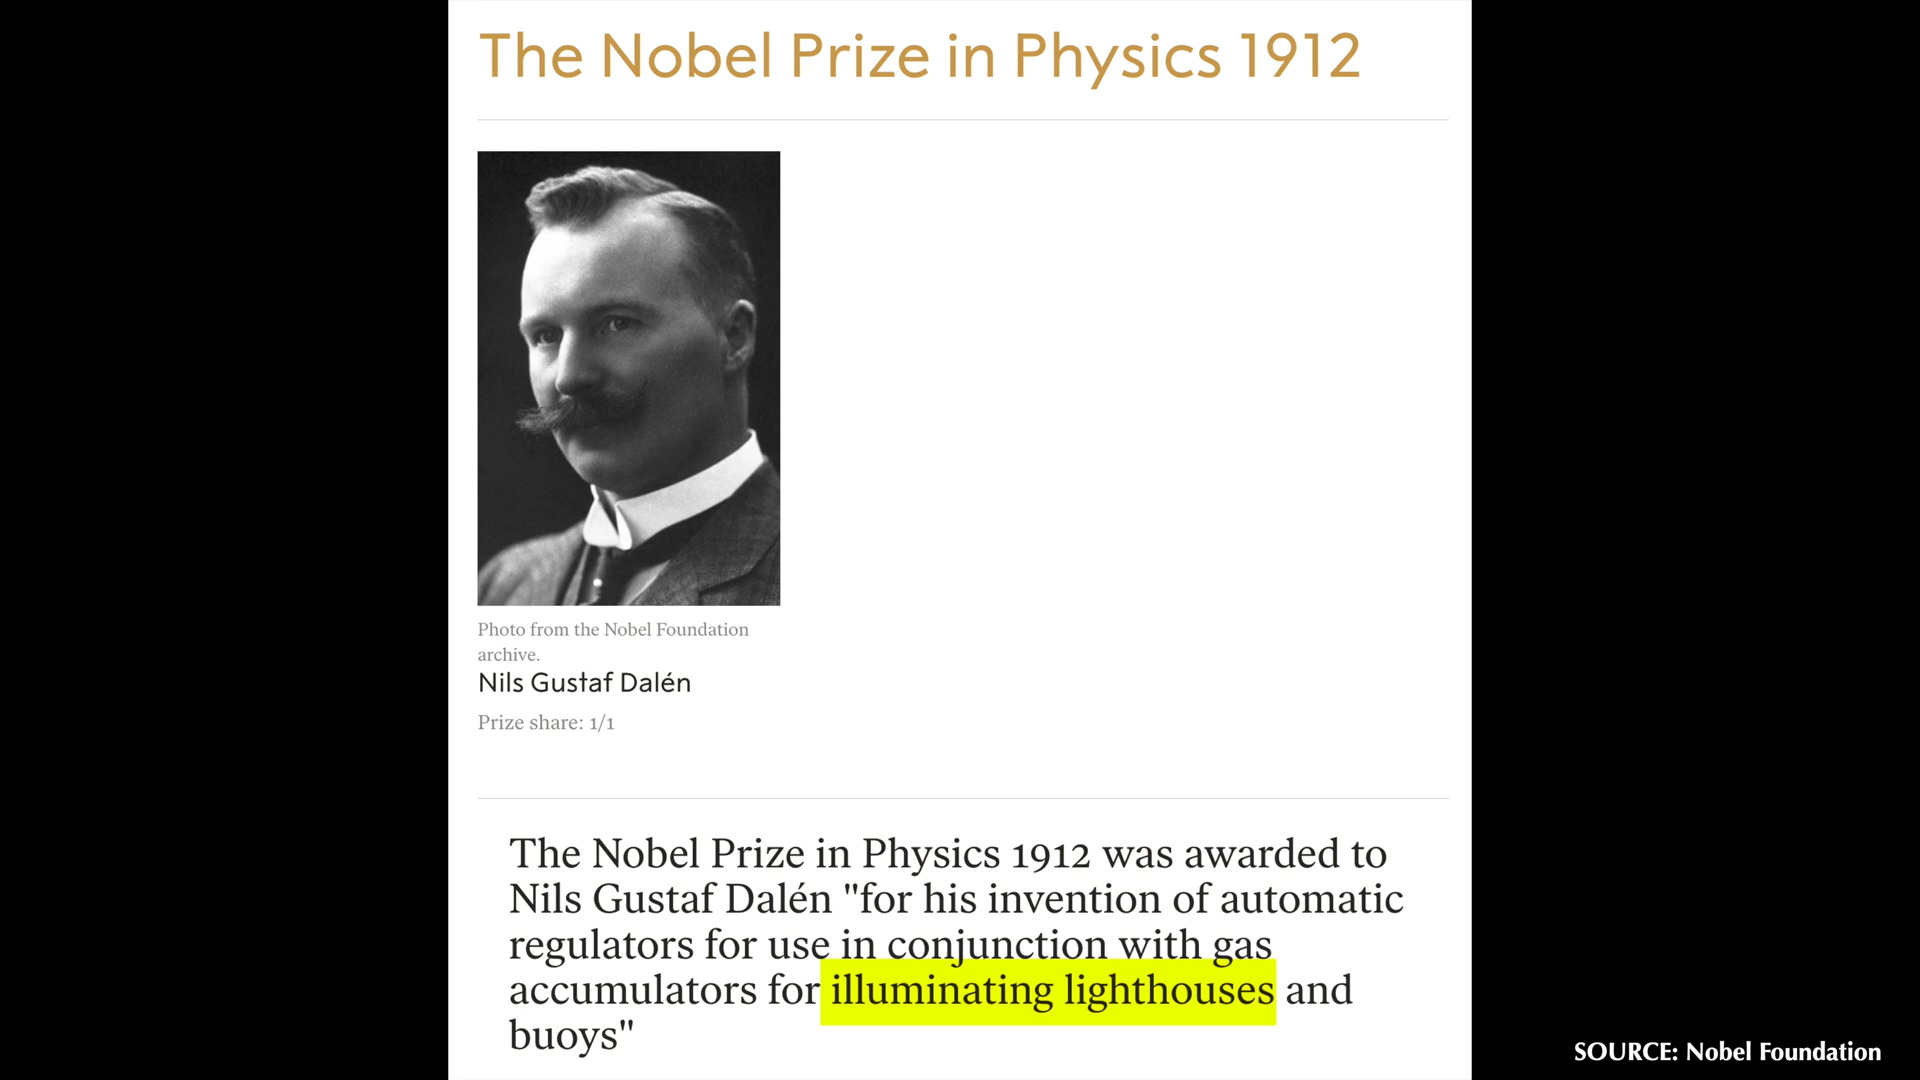 The Nobel Prize in Physics 1912
Photo from the Nobel Foundation
archive.
Nils Gustaf Dalén
Prize share: 1/1
The Nobel Prize in Physics 1912 was awarded to
Nils Gustaf Dalén "for his invention of automatic
regulators for use in conjunction with gas
accumulators for illuminating lighthouses and
buoys"
SOURCE: Nobel Foundation